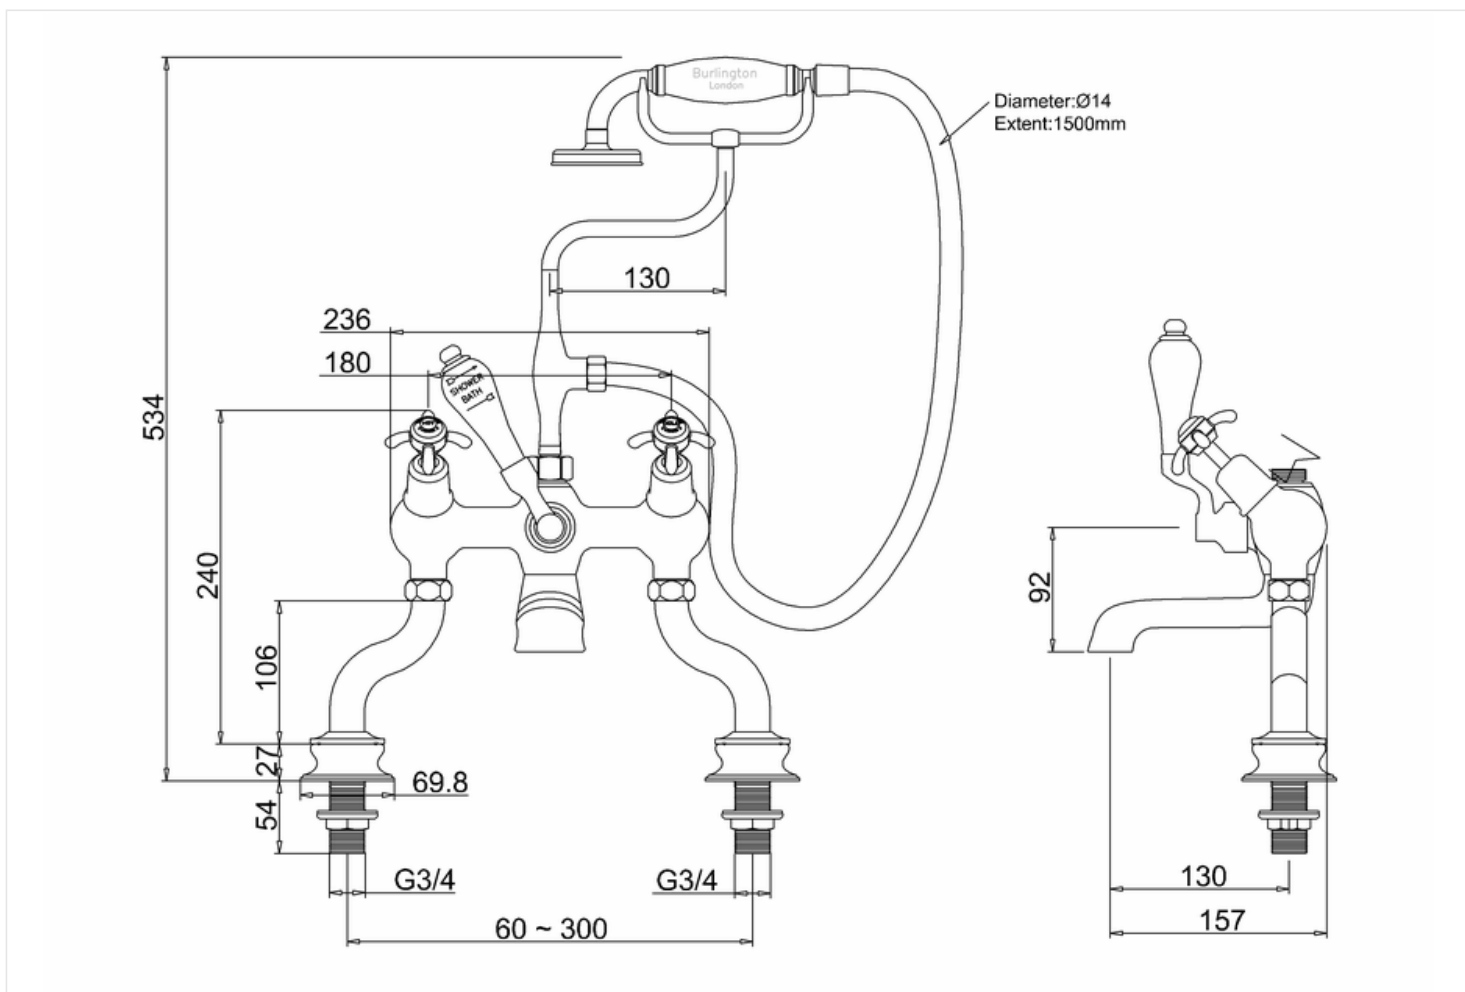 Burlington
London
Diameter:Ø14
Extent:1500mm
130
236
180
SHOWER
BATH
534
240
92
106
27
69.8
54
G3/4
G3/4
130
60 ~ 300
157